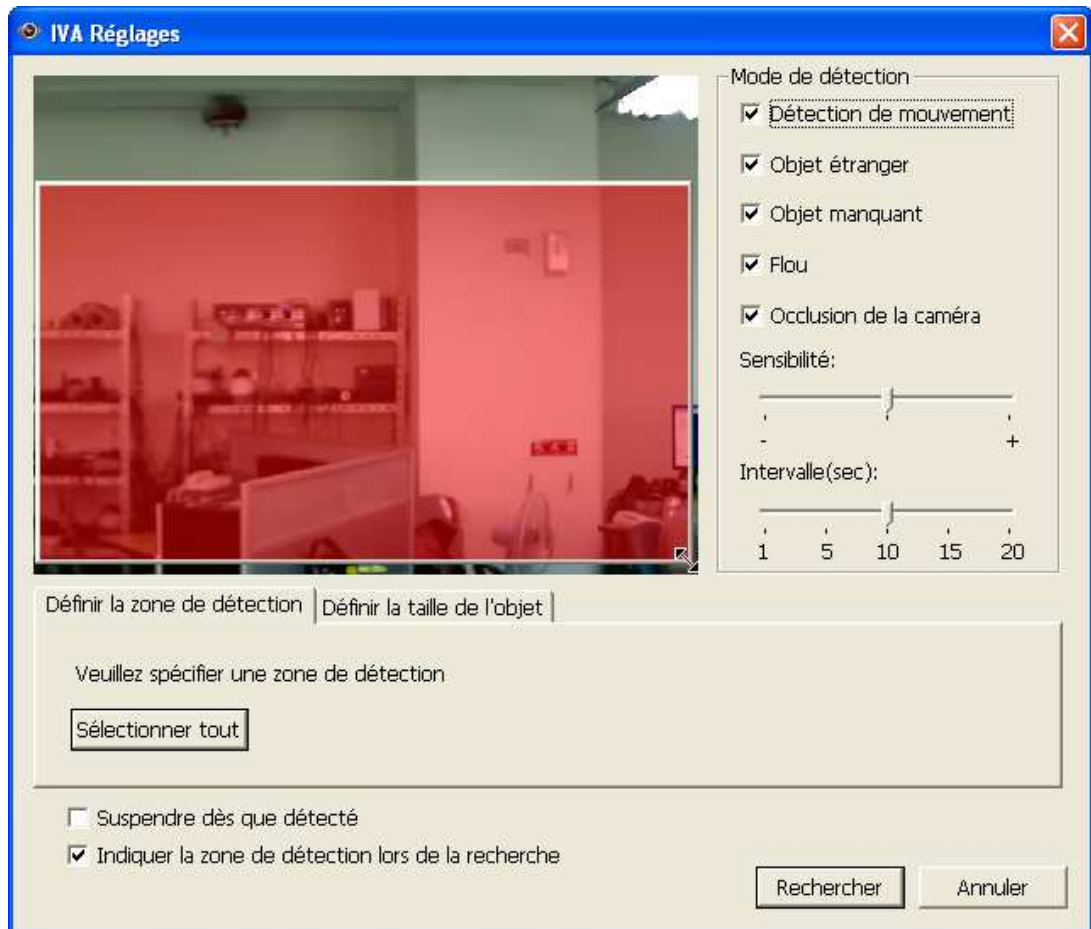 IVA Réglages
Mode de détection
Détection de mouvement
Objet étranger
Objet manquant
Flou
Occlusion de la caméra
Sensibilité:
- +
Intervalle(sec):
1 5 10 15 20
Définir la zone de détection Définir la taille de l'objet
Veuillez spécifier une zone de détection
Sélectionner tout
Suspendre dès que détecté
Indiquer la zone de détection lors de la recherche
Rechercher Annuler